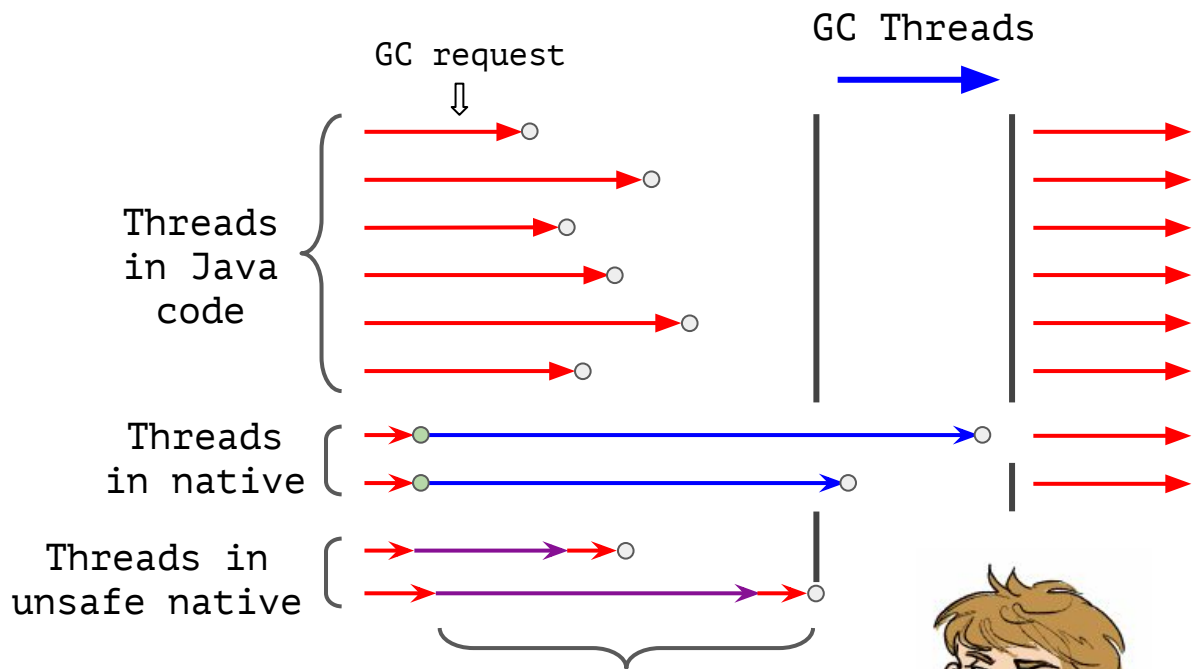 GC Threads
GC request
Threads
in Java
code
Threads
in native
Threads in
unsafe native